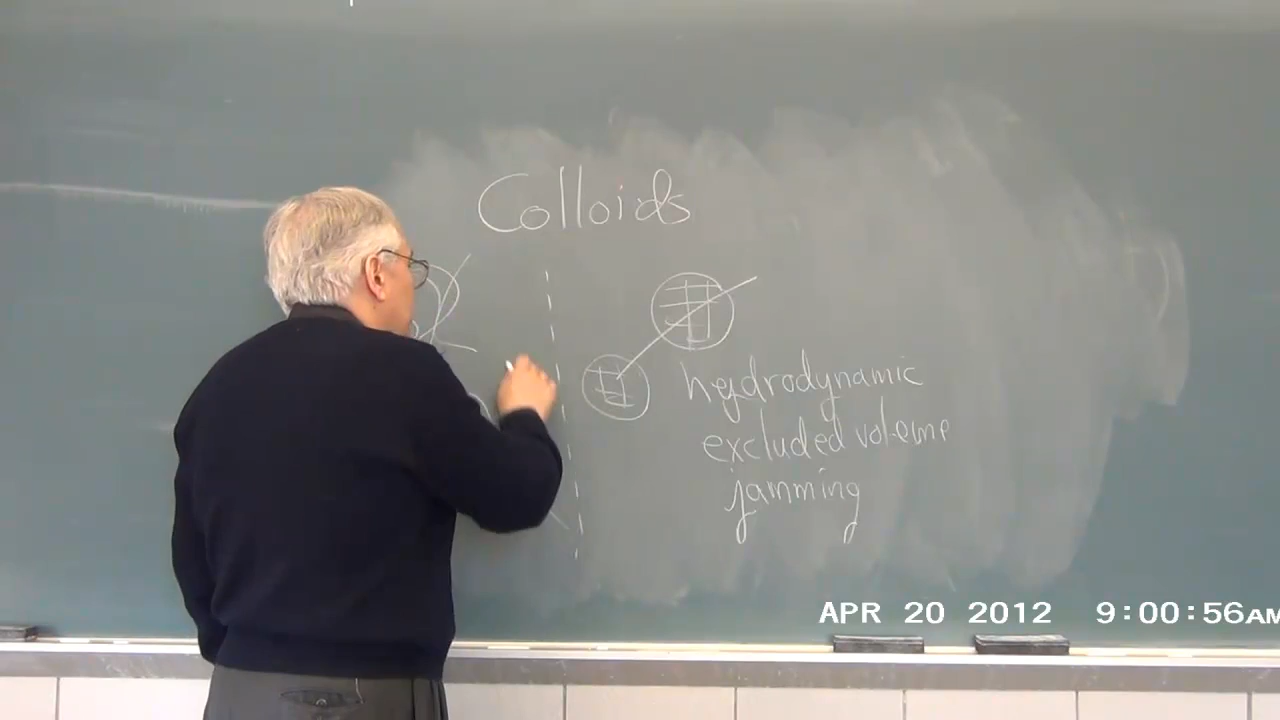 Colloids
hydrodynamic
excluded volume
jamming
APR 20 2012 9:00:56AM